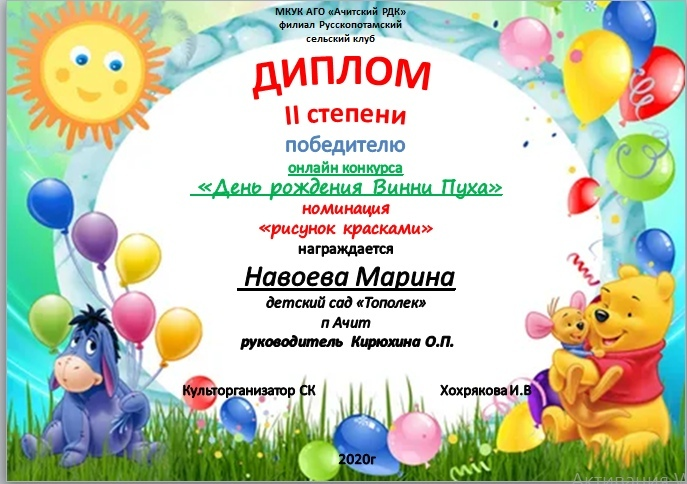 МКУК АГО «Ачитский РДК»
филиал Русскопотамский
сельский клуб
ДИПЛОМ
II степени
победителю
онлайн конкурса
«День рождения Винни Пуха»
номинация
«рисунок красками»
награждается
Навоева Марина
детский сад «Тополек»
п Ачит
руководитель Кирюхина О.П.
Культорганизатор СК Хохрякова И.В
2020г
Активация W